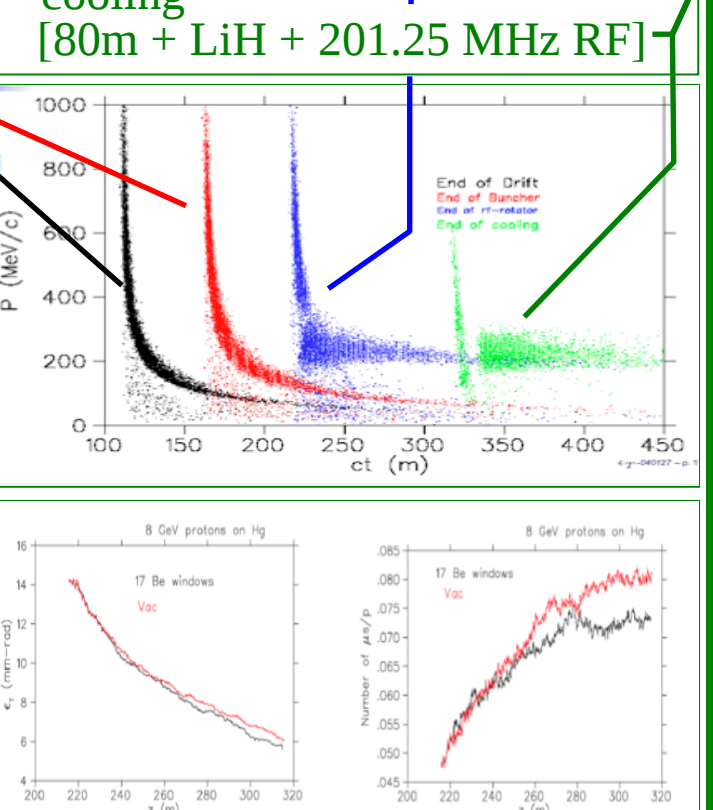 cooling
[80m + LiH + 201.25 MHz RF]
1000
800
600
400
200
0
P (MeV/c)
End of Drift
End of Buncher
End of rf-rotator
End of cooling
100 150 200 250 300 350 400 450
ct (m)
8 GeV protons on Hg
16
14
12
10
8
6
4
17 Be windows
Vac
(mm-rad)
200 220 240 260 280 300 320
z (m)
8 GeV protons on Hg
.085
.080
.075
.070
.065
.060
.055
.050
.045
17 Be windows
Vac
Number of μs/p
200 220 240 260 280 300 320
z (m)